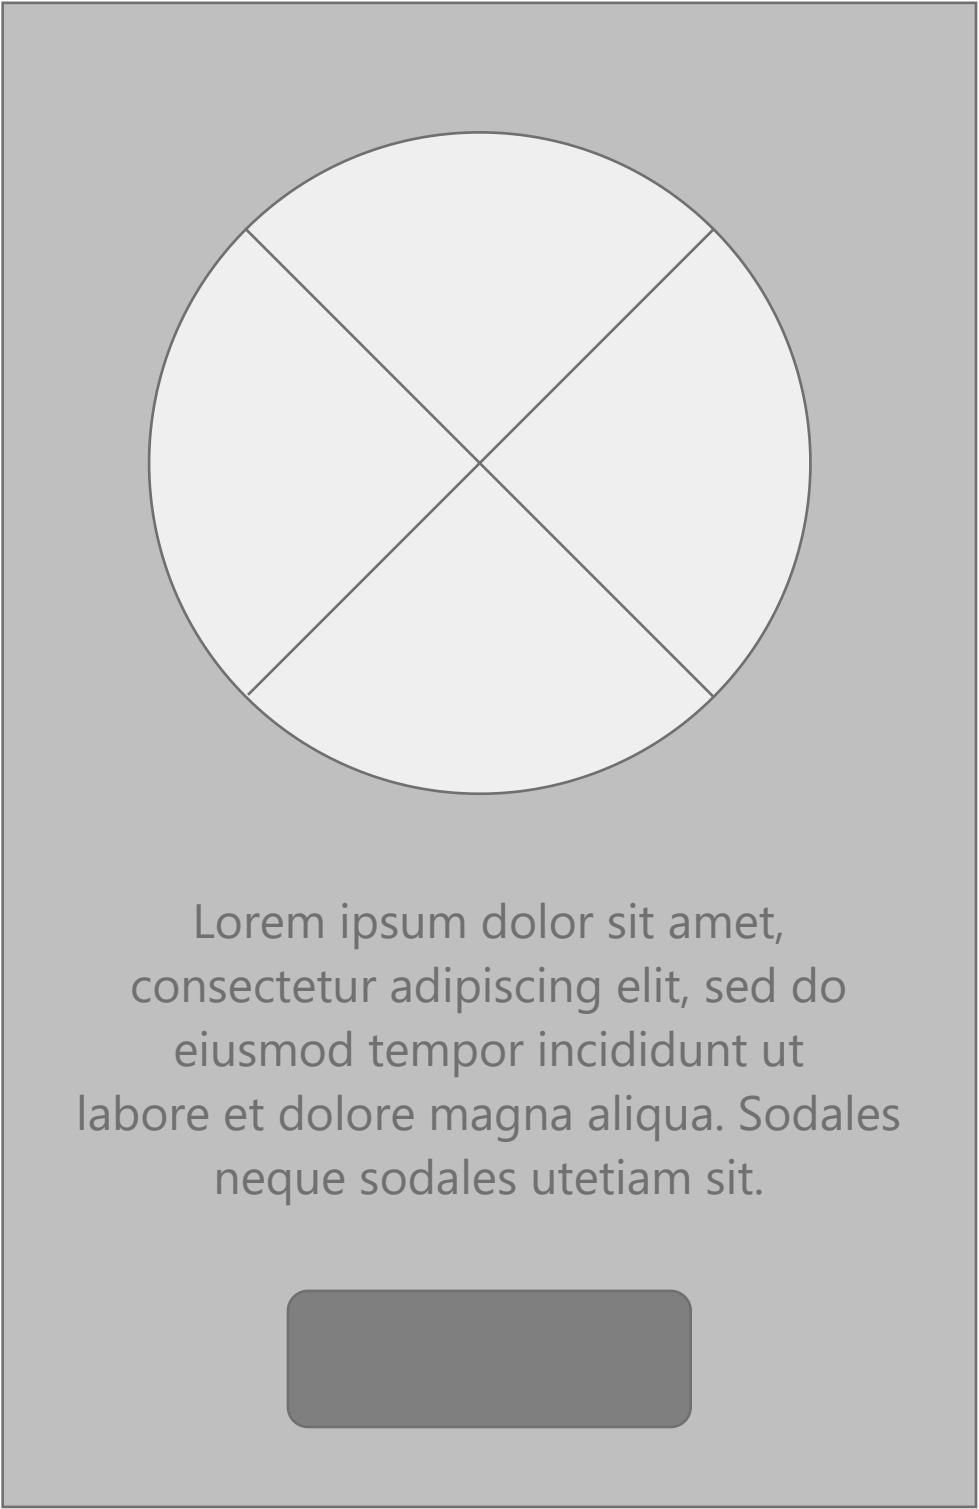 Lorem ipsum dolor sit amet,
consectetur adipiscing elit, sed do
eiusmod tempor incididunt ut
labore et dolore magna aliqua. Sodales
neque sodales utetiam sit.